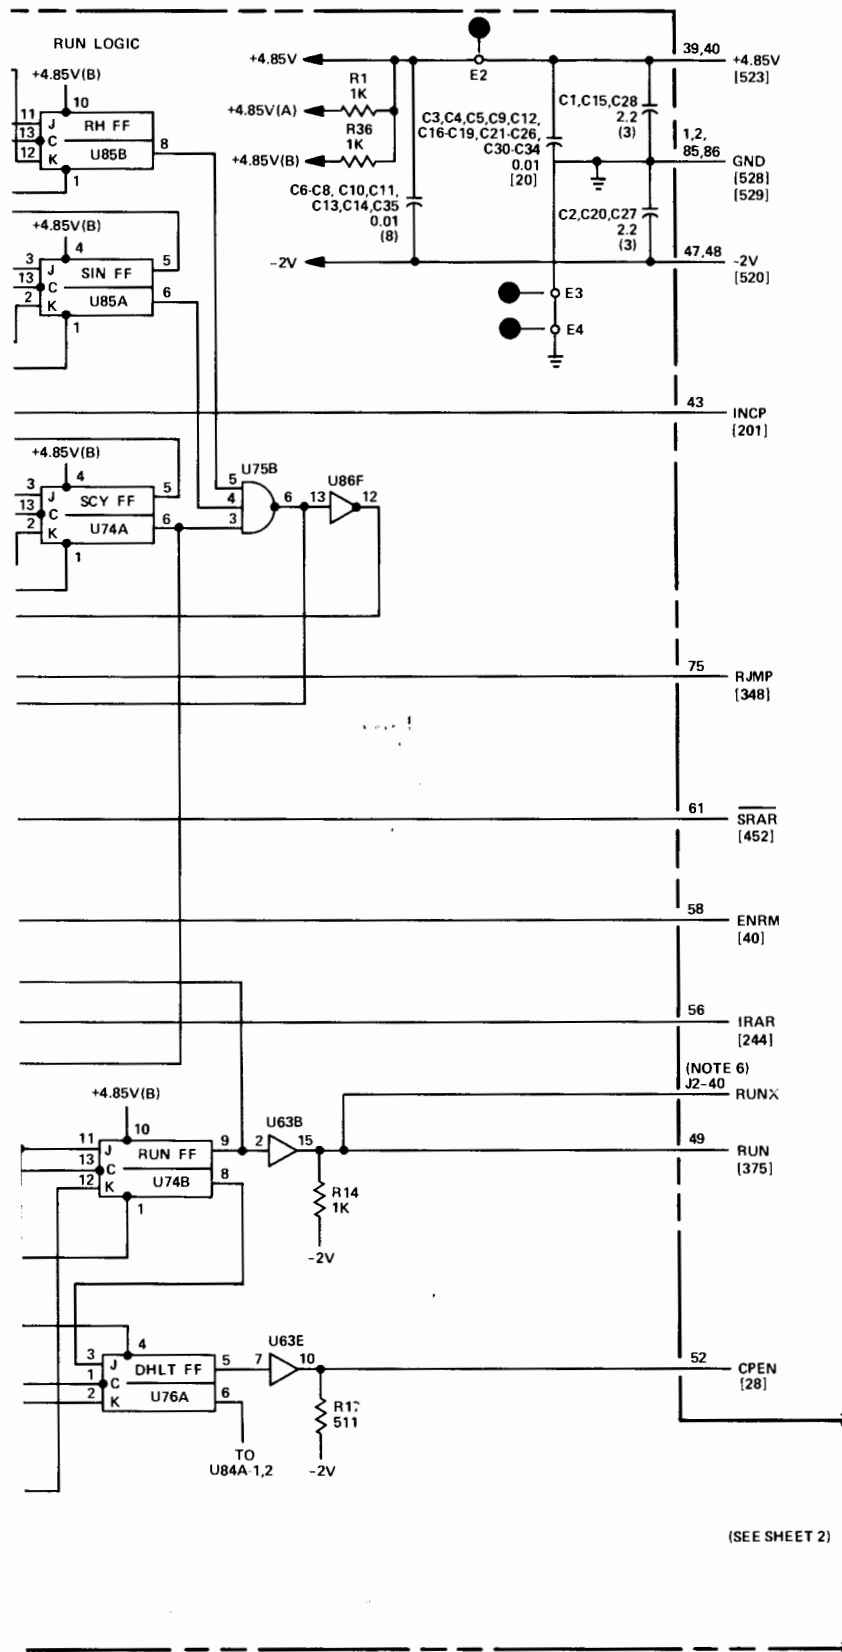 RUN LOGIC
+4.85V(B)
10
11
J
RH FF
13
C
12
K
U85B
8
1
+4.85V
E2
R1
1K
+4.85V(A)
R36
1K
+4.85V(B)
C6-C8, C10,C11,
C13,C14,C35
0.01
(8)
C3,C4,C5,C9,C12,
C16-C19,C21-C26,
C30-C34
0.01
[20]
C1,C15,C28
2.2
(3)
39,40
+4.85V
[523]
1,2,
85,86
GND
[528]
[529]
C2,C20,C27
2.2
(3)
-2V
47,48
-2V
[520]
E3
E4
+4.85V(B)
4
3
J
SIN FF
5
13
C
2
K
U85A
6
1
43
INCP
[201]
+4.85V(B)
4
3
J
SCY FF
5
13
C
2
K
U74A
6
1
U75B
5
4
3
6
U86F
13
12
75
RJMP
[348]
61
SRAR
[452]
58
ENRM
[40]
56
IRAR
[244]
(NOTE 6)
J2-40
RUNX
+4.85V(B)
10
11
J
RUN FF
9
13
C
12
K
U74B
8
1
U63B
2
15
R14
1K
-2V
49
RUN
[375]
4
3
J
DHLT FF
5
1
C
2
K
U76A
6
TO
U84A-1,2
U63E
7
10
R17
511
-2V
52
CPEN
[28]
(SEE SHEET 2)